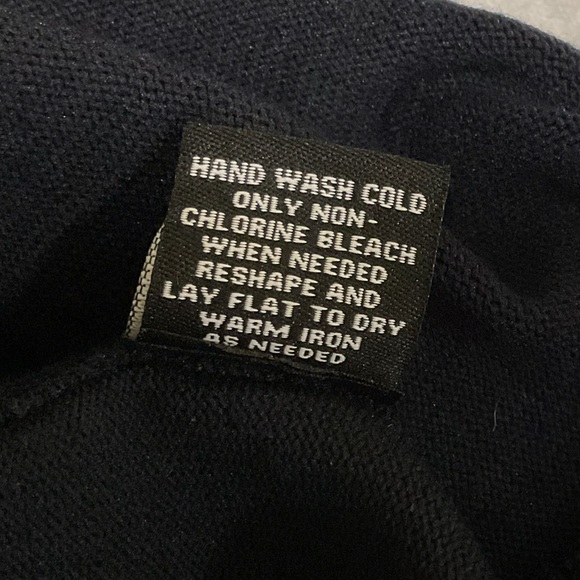 HAND WASH COLD
ONLY NON-
CHLORINE BLEACH
WHEN NEEDED
RESHAPE AND
LAY FLAT TO DRY
WARM IRON
AS NEEDED